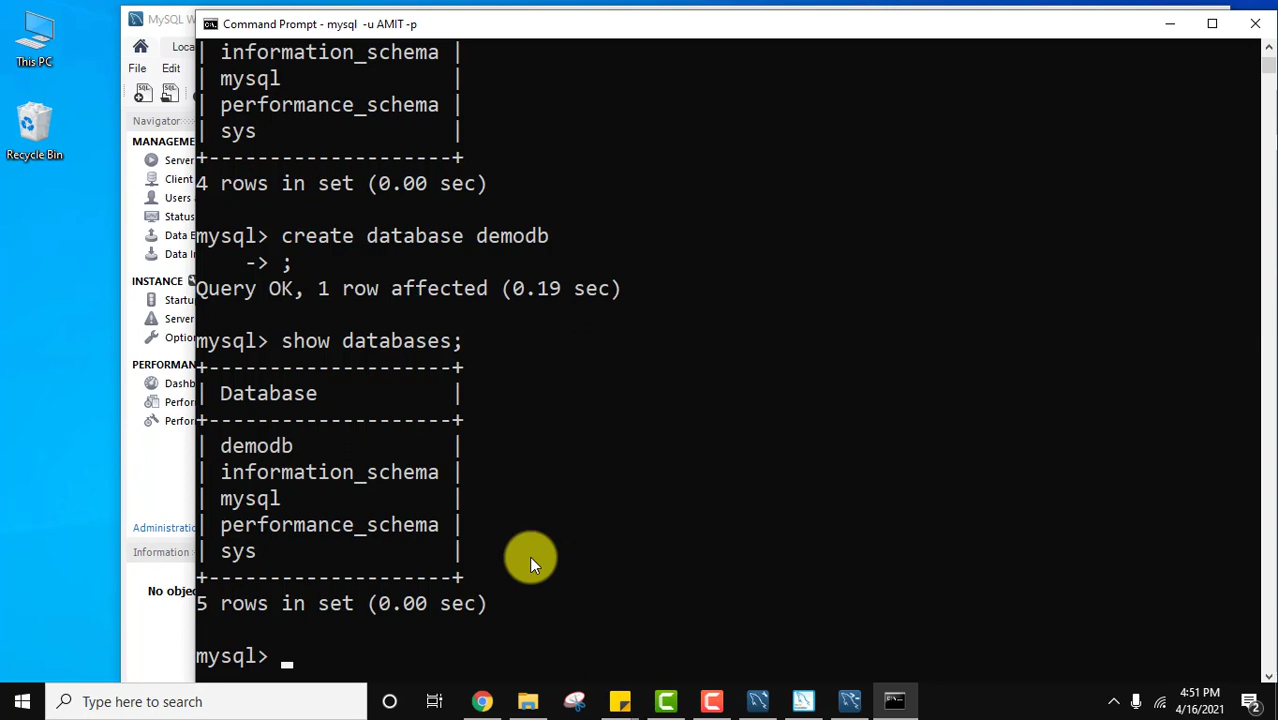 This PC
Recycle Bin
MySQL W
Loca
File Edit
Navigator
MANAGEME
Server
Client
Users a
Status
Data E
Data In
INSTANCE
Startu
Server
Option
PERFORMAN
Dashb
Perfor
Perfor
Administratio
Information
No objec
Command Prompt - mysql -u AMIT -p
| information_schema |
| mysql |
| performance_schema |
| sys |
+--------------------+
4 rows in set (0.00 sec)
mysql> create database demodb
-> ;
Query OK, 1 row affected (0.19 sec)
mysql> show databases;
+--------------------+
| Database |
+--------------------+
| demodb |
| information_schema |
| mysql |
| performance_schema |
| sys |
+--------------------+
5 rows in set (0.00 sec)
mysql> _
Type here to search
4:51 PM
4/16/2021
2